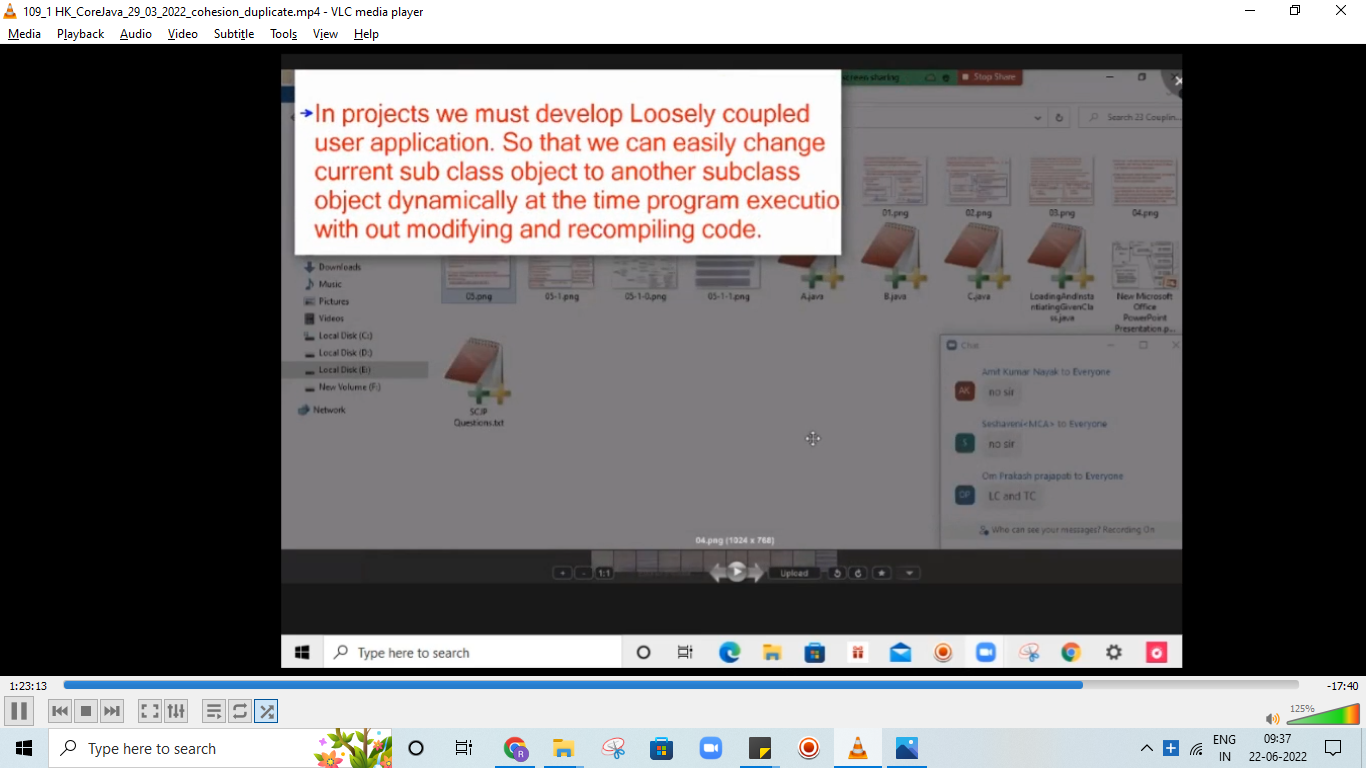 109_1 HK_CoreJava_29_03_2022_cohesion_duplicate.mp4 - VLC media player
Media Playback Audio Video Subtitle Tools View Help
screen sharing Stop Share
➔In projects we must develop Loosely coupled
user application. So that we can easily change
current sub class object to another subclass
object dynamically at the time program executio
with out modifying and recompiling code.
Search 23 Couplin...
01.png 02.png 03.png 04.png
Downloads
Music
Pictures
Videos
Local Disk (C:)
Local Disk (D:)
Local Disk (E:)
New Volume (F:)
Network
05.png 05-1.png 05-1-0.png 05-1-1.png A.java B.java C.java
LoadingAndInsta
ntiatingGivenCla
ss.java
New Microsoft
Office
PowerPoint
Presentation.p...
SCJP
Questions.txt
Chat
Amit Kumar Nayak to Everyone
AK no sir
Seshavani<MCA> to Everyone
S no sir
Om Prakash prajapati to Everyone
OP LC and TC
Who can see your messages? Recording On
04.png (1024 x 768)
+ - 1:1 Upload
Type here to search
1:23:13 -17:40
125%
Type here to search
ENG
IN
09:37
22-06-2022